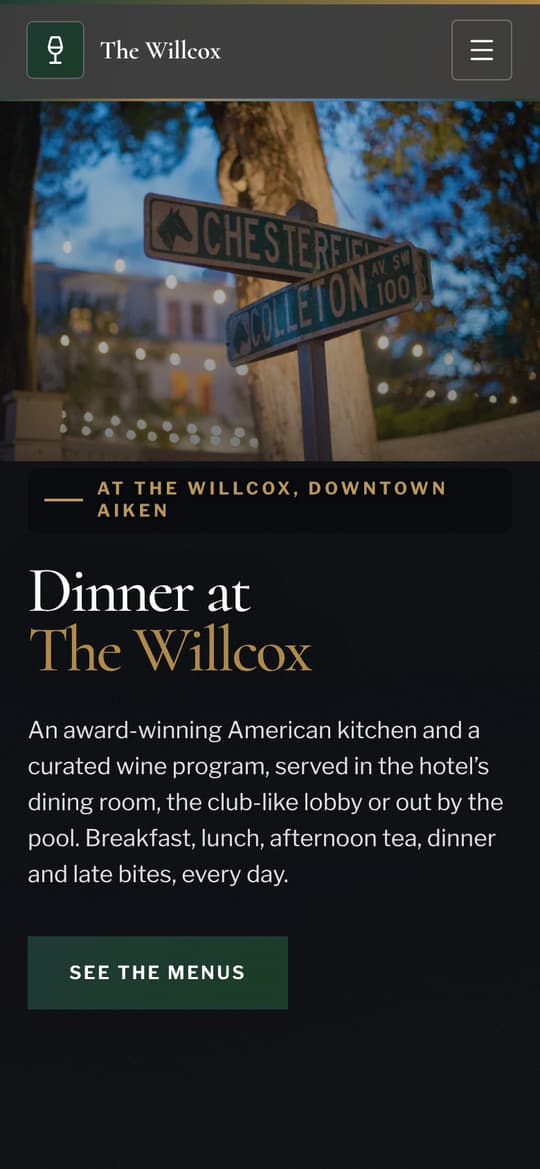 The Willcox
CHESTERFIEL
AV. SW
COLLETON 100
AT THE WILLCOX, DOWNTOWN
AIKEN
Dinner at
The Willcox
An award-winning American kitchen and a
curated wine program, served in the hotel’s
dining room, the club-like lobby or out by the
pool. Breakfast, lunch, afternoon tea, dinner
and late bites, every day.
SEE THE MENUS